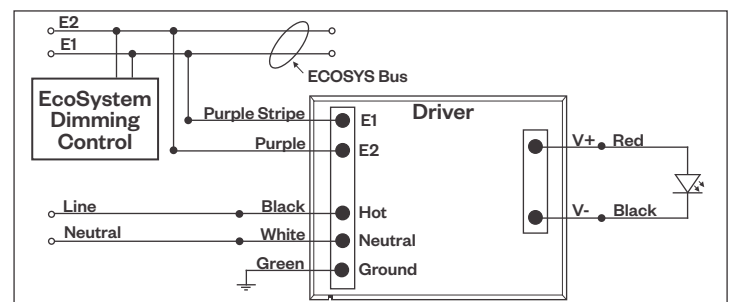 E2
E1
ECOSYS Bus
EcoSystem
Dimming
Control
Driver
Purple Stripe
E1
Purple
E2
V+
Red
Line
Black
Hot
V-
Black
Neutral
White
Neutral
Green
Ground